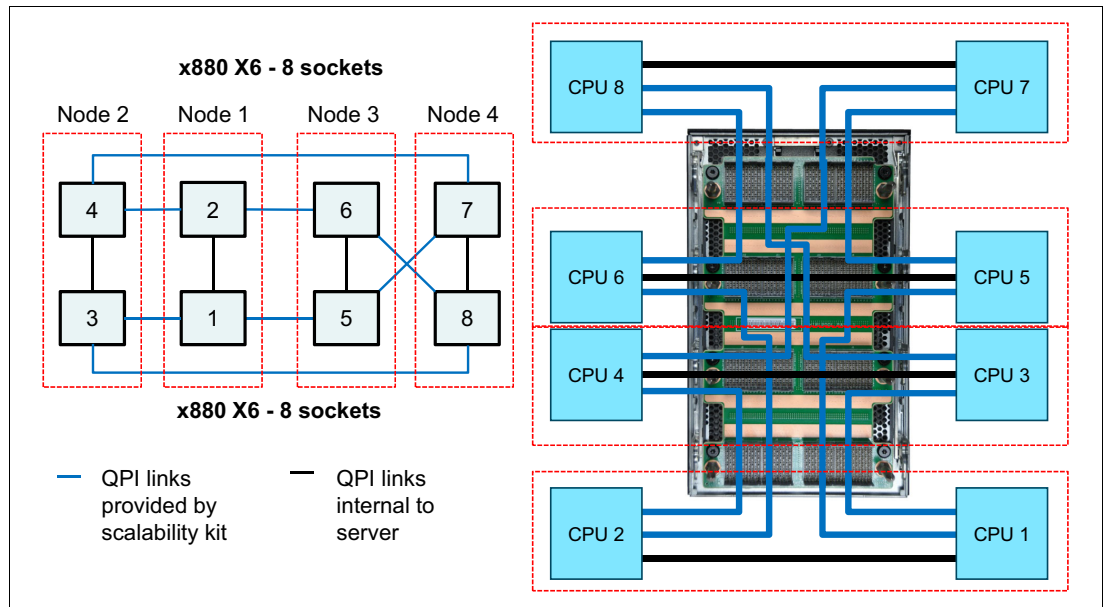 x880 X6 - 8 sockets
Node 2
Node 1
Node 3
Node 4
4
2
6
7
3
1
5
8
x880 X6 - 8 sockets
QPI links
provided by
scalability kit
QPI links
internal to
server
CPU 8
CPU 7
CPU 6
CPU 5
CPU 4
CPU 3
CPU 2
CPU 1